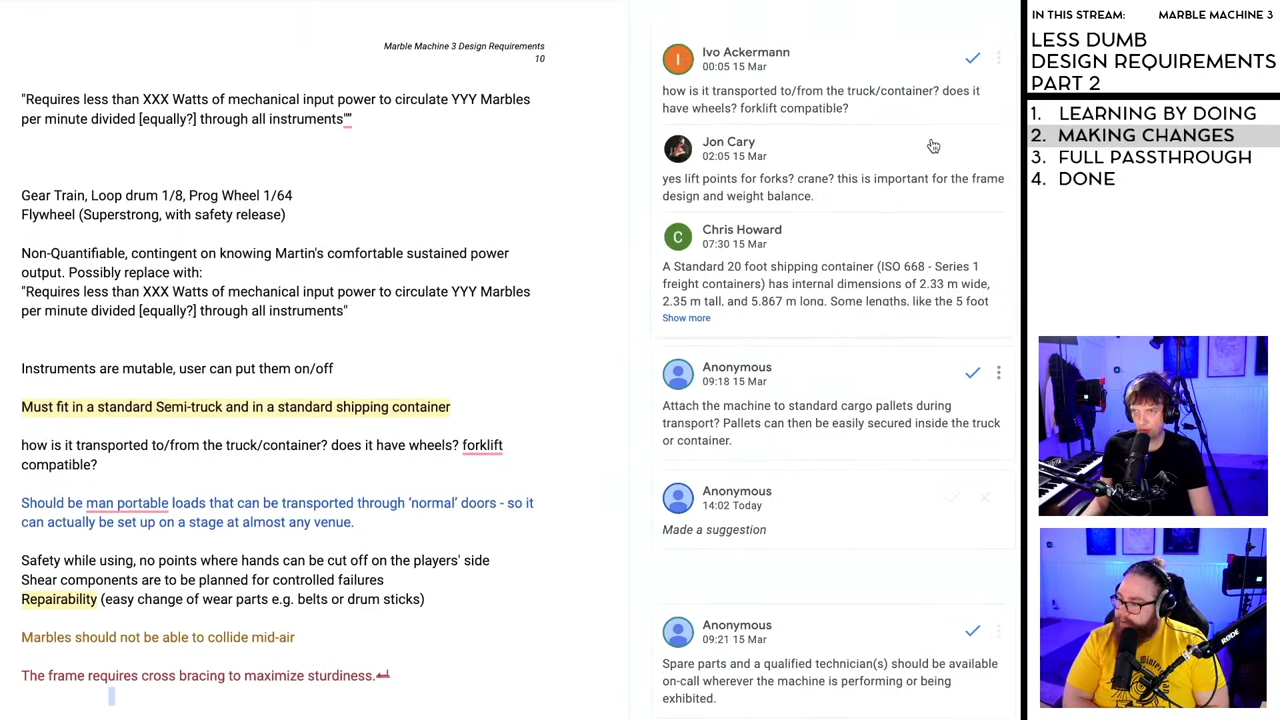 Marble Machine 3 Design Requirements
10
"Requires less than XXX Watts of mechanical input power to circulate YYY Marbles
per minute divided [equally?] through all instruments""
Gear Train, Loop drum 1/8, Prog Wheel 1/64
Flywheel (Superstrong, with safety release)
Non-Quantifiable, contingent on knowing Martin's comfortable sustained power
output. Possibly replace with:
"Requires less than XXX Watts of mechanical input power to circulate YYY Marbles
per minute divided [equally?] through all instruments"
Instruments are mutable, user can put them on/off
Must fit in a standard Semi-truck and in a standard shipping container
how is it transported to/from the truck/container? does it have wheels? forklift
compatible?
Should be man portable loads that can be transported through ‘normal’ doors - so it
can actually be set up on a stage at almost any venue.
Safety while using, no points where hands can be cut off on the players' side
Shear components are to be planned for controlled failures
Repairability (easy change of wear parts e.g. belts or drum sticks)
Marbles should not be able to collide mid-air
The frame requires cross bracing to maximize sturdiness.
I
Ivo Ackermann
00:05 15 Mar
how is it transported to/from the truck/container? does it
have wheels? forklift compatible?
Jon Cary
02:05 15 Mar
yes lift points for forks? crane? this is important for the frame
design and weight balance.
C
Chris Howard
07:30 15 Mar
A Standard 20 foot shipping container (ISO 668 - Series 1
freight containers) has internal dimensions of 2.33 m wide,
2.35 m tall, and 5.867 m long. Some lengths, like the 5 foot
Show more
Anonymous
09:18 15 Mar
Attach the machine to standard cargo pallets during
transport? Pallets can then be easily secured inside the truck
or container.
Anonymous
14:02 Today
Made a suggestion
Anonymous
09:21 15 Mar
Spare parts and a qualified technician(s) should be available
on-call wherever the machine is performing or being
exhibited.
IN THIS STREAM: MARBLE MACHINE 3
LESS DUMB
DESIGN REQUIREMENTS
PART 2
1. LEARNING BY DOING
2. MAKING CHANGES
3. FULL PASSTHROUGH
4. DONE
RØDE